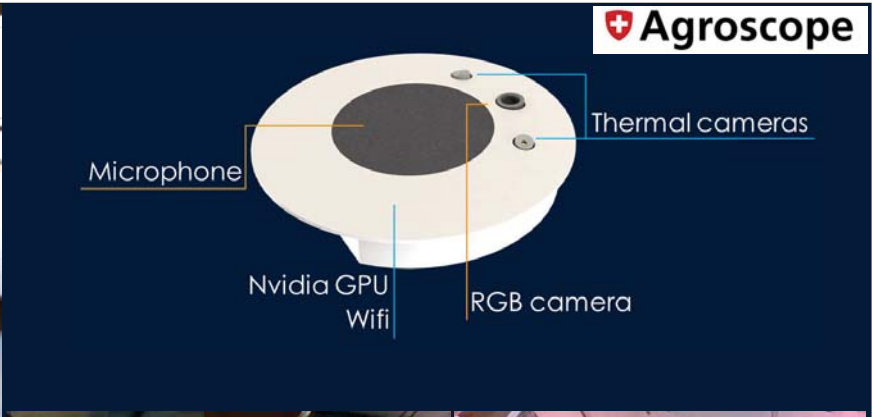 Agroscope
Thermal cameras
Microphone
Nvidia GPU
Wifi
RGB camera